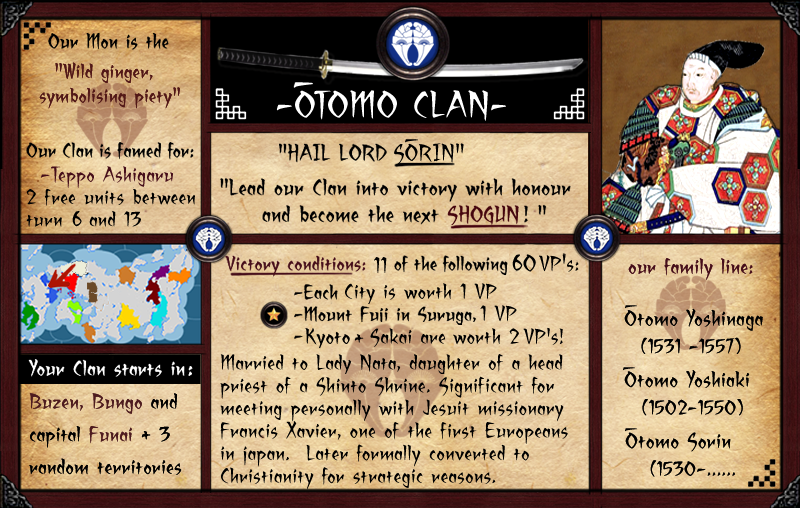 Our Mon is the
"Wild ginger,
symbolising piety"
Our Clan is famed for:
-Teppo Ashigaru
2 free units between
turn 6 and 13
-ŌTOMO CLAN-
"HAIL LORD SŌRIN"
"Lead our Clan into victory with honour
and become the next SHOGUN! "
Victory conditions: 11 of the following 60 VP's:
-Each City is worth 1 VP
-Mount Fuji in Suruga, 1 VP
-Kyoto + Sakai are worth 2 VP's!
Married to Lady Nata, daughter of a head
priest of a Shinto Shrine. Significant for
meeting personally with Jesuit missionary
Francis Xavier, one of the first Europeans
in japan. Later formally converted to
Christianity for strategic reasons.
Your Clan starts in:
Buzen, Bungo and
capital Funai + 3
random territories
our family line:
Ōtomo Yoshinaga
(1531 -1557)
Ōtomo Yoshiaki
(1502-1550)
Ōtomo Sorin
(1530-......